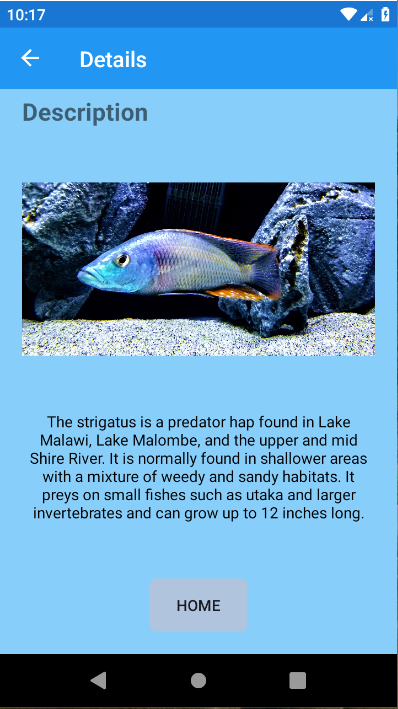 10:17
Details
Description
The strigatus is a predator hap found in Lake
Malawi, Lake Malombe, and the upper and mid
Shire River. It is normally found in shallower areas
with a mixture of weedy and sandy habitats. It
preys on small fishes such as utaka and larger
invertebrates and can grow up to 12 inches long.
HOME